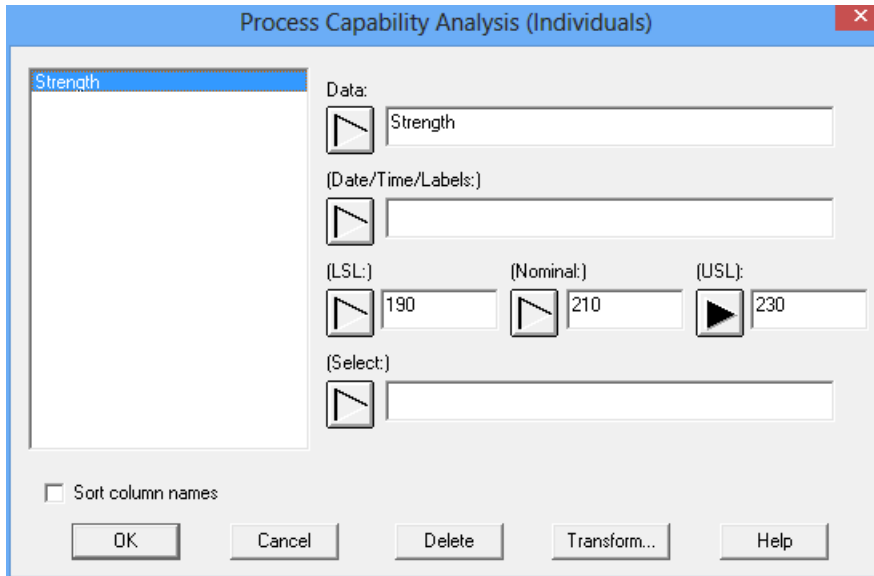 Process Capability Analysis (Individuals)
Strength
Data:
Strength
(Date/Time/Labels:)
(LSL:) (Nominal:) (USL):
190 210 230
(Select:)
Sort column names
OK Cancel Delete Transform... Help